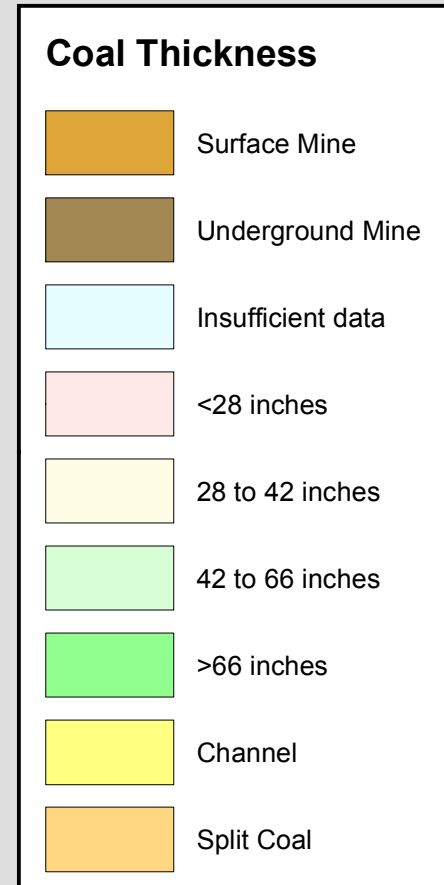 Coal Thickness
Surface Mine
Underground Mine
Insufficient data
<28 inches
28 to 42 inches
42 to 66 inches
>66 inches
Channel
Split Coal